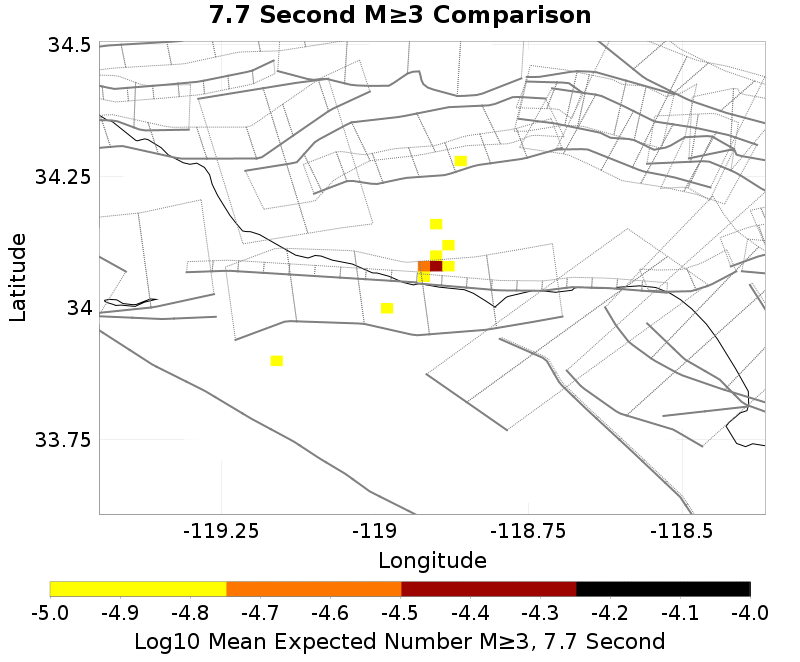 7.7 Second M≥3 Comparison
34.5
34.25
34
33.75
Latitude
-119.25 -119 -118.75 -118.5
Longitude
-5.0 -4.9 -4.8 -4.7 -4.6 -4.5 -4.4 -4.3 -4.2 -4.1 -4.0
Log10 Mean Expected Number M≥3, 7.7 Second